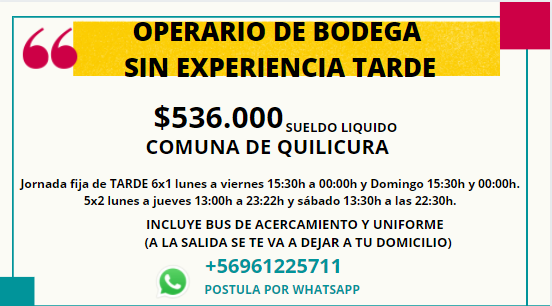 OPERARIO DE BODEGA
SIN EXPERIENCIA TARDE
$536.000 SUELDO LIQUIDO
COMUNA DE QUILICURA
Jornada fija de TARDE 6x1 lunes a viernes 15:30h a 00:00h y Domingo 15:30h y 00:00h.
5x2 lunes a jueves 13:00h a 23:22h y sábado 13:30h a las 22:30h.
INCLUYE BUS DE ACERCAMIENTO Y UNIFORME
(A LA SALIDA SE TE VA A DEJAR A TU DOMICILIO)
+56961225711
POSTULA POR WHATSAPP